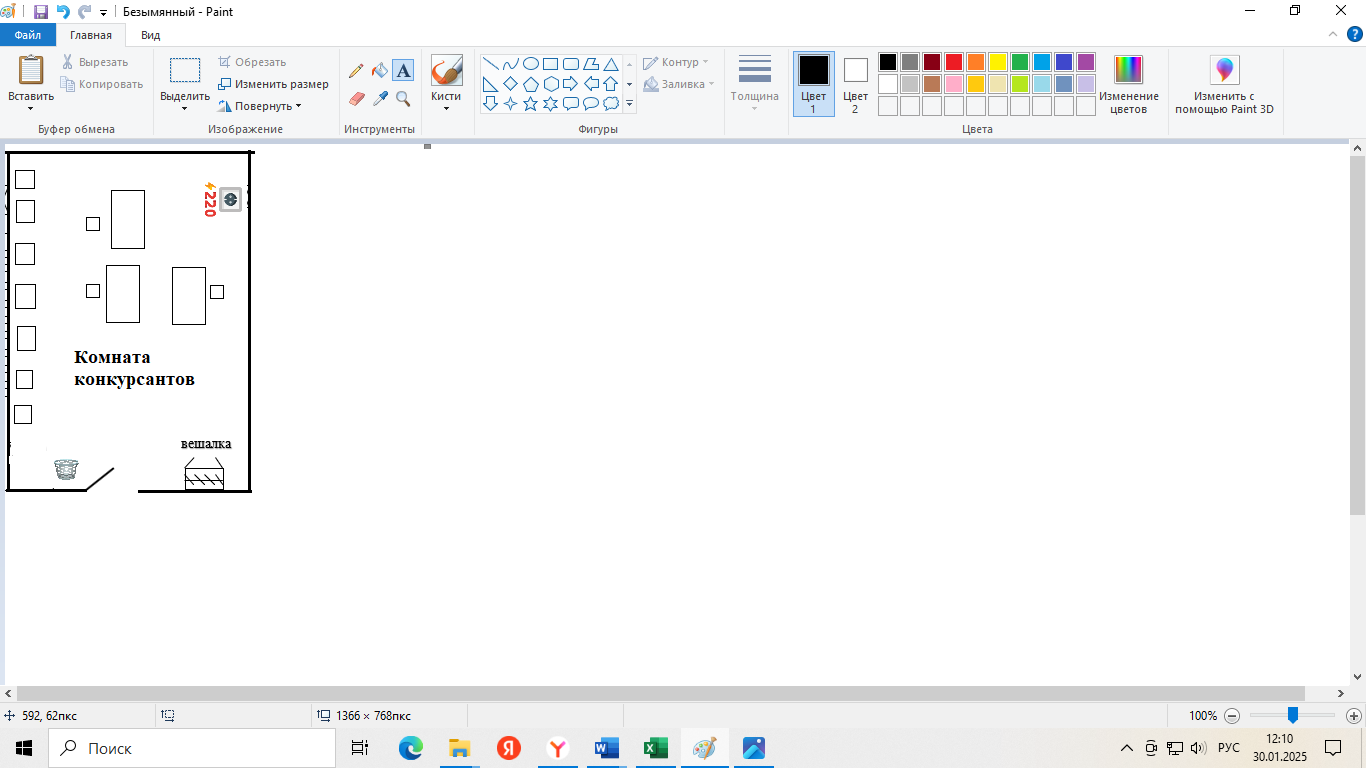 Безымянный - Paint
Файл
Главная
Вид
Вставить
Вырезать
Копировать
Буфер обмена
Выделить
Обрезать
Изменить размер
Повернуть
Изображение
A
Инструменты
Кисти
Фигуры
Контур
Заливка
Толщина
Цвет
1
Цвет
2
Изменение
цветов
Цвета
Изменить с
помощью Paint 3D
220
Комната
конкурсантов
вешалка
592, 62пкс
1366 × 768пкс
100%
Поиск
Я
Y
W
X
РУС
12:10
30.01.2025